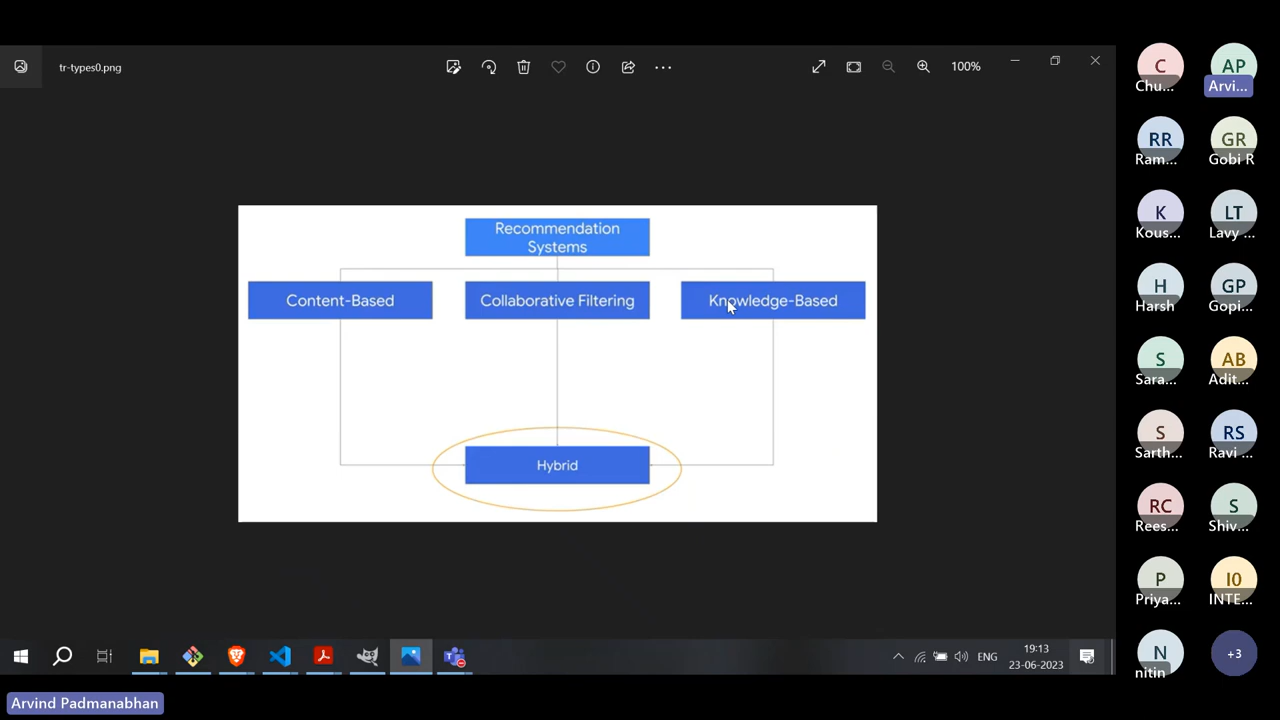 tr-types0.png
100%
Recommendation
Systems
Content-Based
Collaborative Filtering
Knowledge-Based
Hybrid
C
Chu...
AP
Arvi...
RR
Ram...
GR
Gobi R
K
Kous...
LT
Lavy ...
H
Harsh
GP
Gopi...
S
Sara...
AB
Adit...
S
Sarth...
RS
Ravi ...
RC
Rees...
S
Shiv...
P
Priya...
I0
INTE...
N
nitin
+3
ENG
19:13
23-06-2023
Arvind Padmanabhan